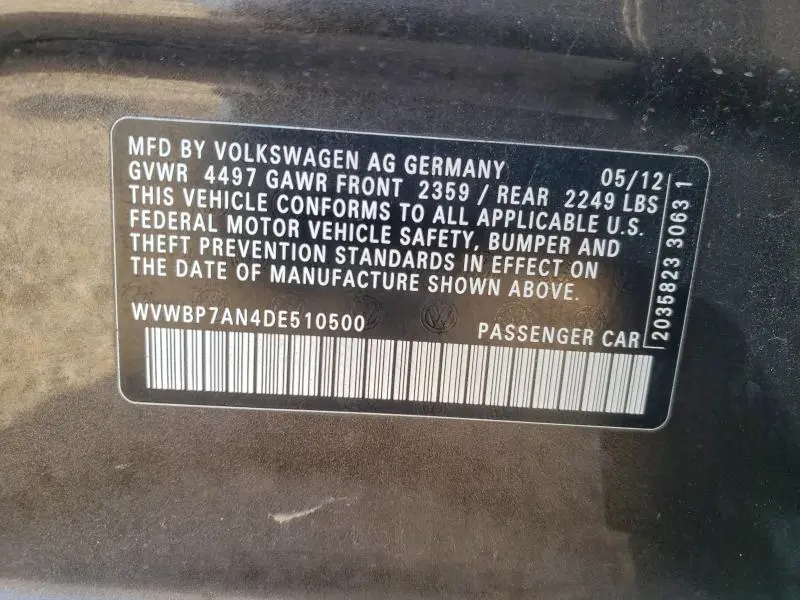 MFD BY VOLKSWAGEN AG GERMANY 05/12
GVWR 4497 GAWR FRONT 2359 / REAR 2249 LBS
THIS VEHICLE CONFORMS TO ALL APPLICABLE U.S.
FEDERAL MOTOR VEHICLE SAFETY, BUMPER AND
THEFT PREVENTION STANDARDS IN EFFECT ON
THE DATE OF MANUFACTURE SHOWN ABOVE.
WVWBP7AN4DE510500 PASSENGER CAR
2035823 3063 1